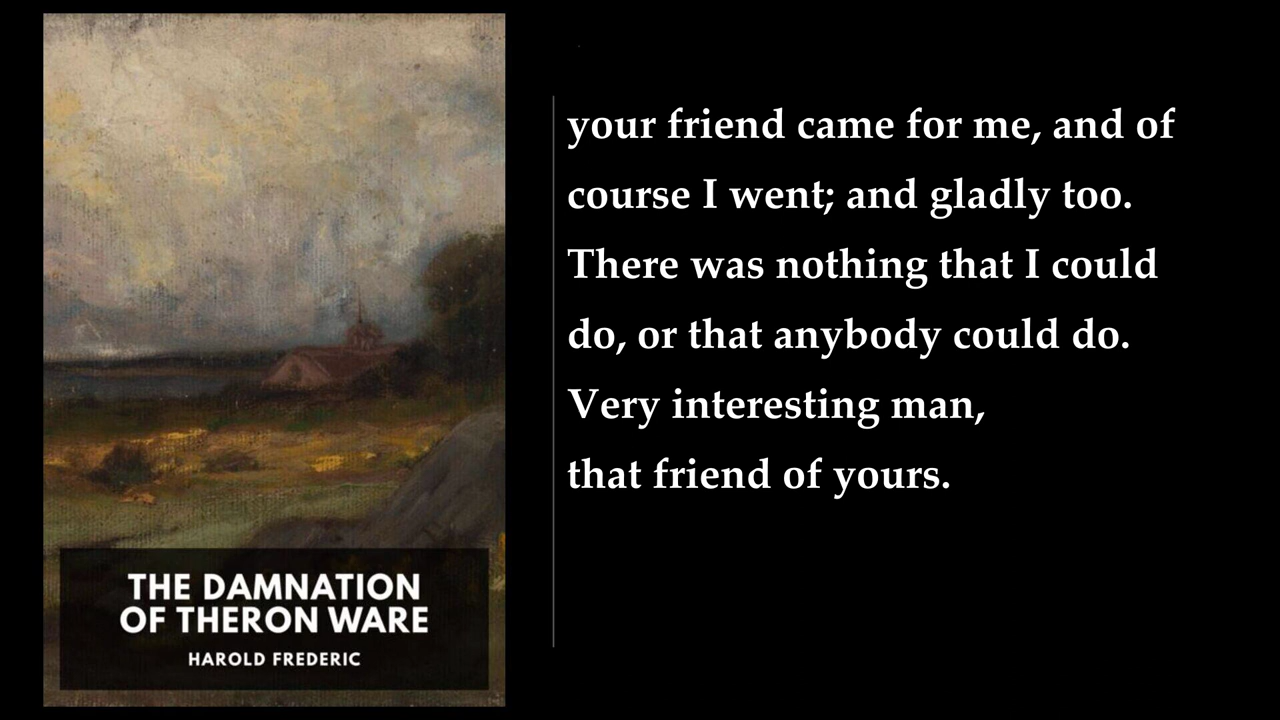 THE DAMNATION
OF THERON WARE
HAROLD FREDERIC
your friend came for me, and of
course I went; and gladly too.
There was nothing that I could
do, or that anybody could do.
Very interesting man,
that friend of yours.